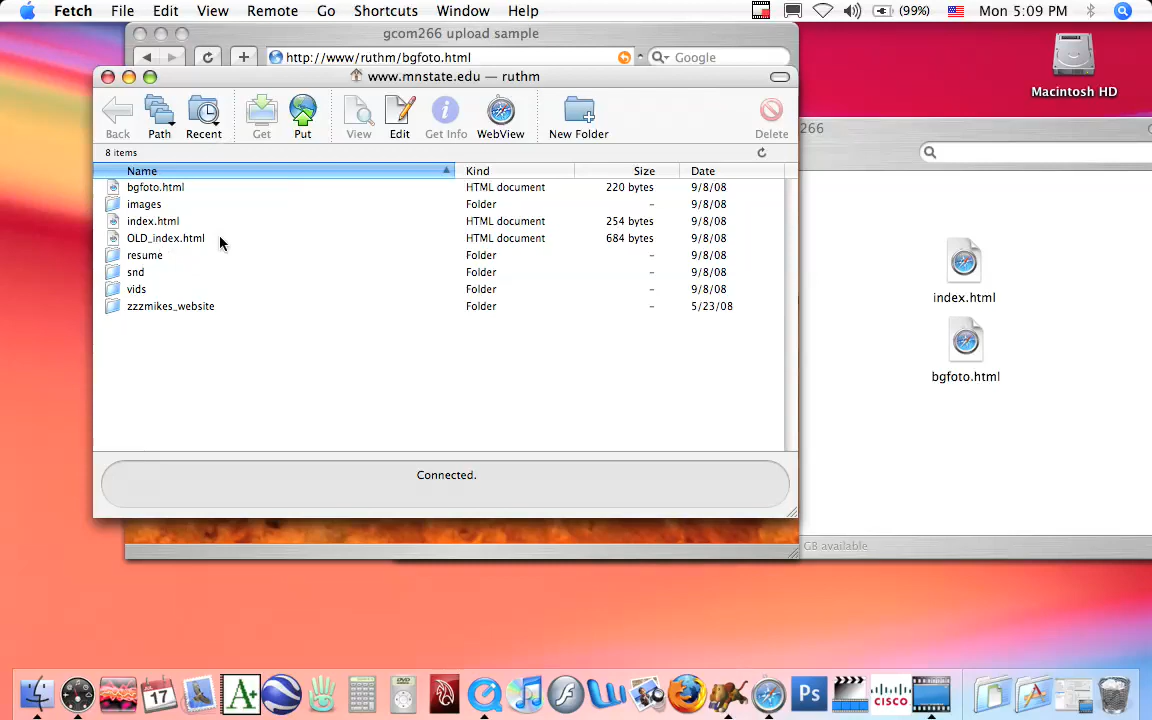 Fetch File Edit View Remote Go Shortcuts Window Help (99%) Mon 5:09 PM
gcom266 upload sample
http://www/ruthm/bgfoto.html Google
www.mnstate.edu — ruthm
Macintosh HD
Back Path Recent Get Put View Edit Get Info WebView New Folder Delete
266
8 items
Name Kind Size Date
bgfoto.html HTML document 220 bytes 9/8/08
images Folder – 9/8/08
index.html HTML document 254 bytes 9/8/08
OLD_index.html HTML document 684 bytes 9/8/08
resume Folder – 9/8/08
snd Folder – 9/8/08
vids Folder – 9/8/08
zzzmikes_website Folder – 5/23/08
index.html
bgfoto.html
Connected.
GB available
17
A+
Ps
CISCO